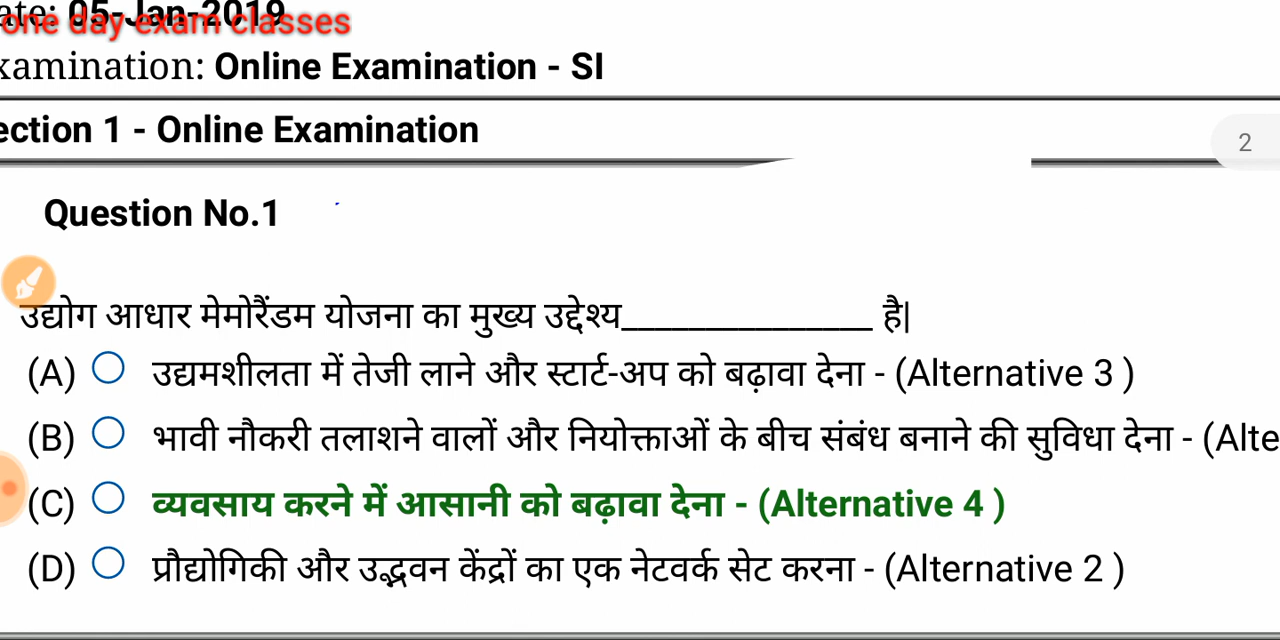 ate: 05-Jan-2019
one day exam classes
xamination: Online Examination - SI
ection 1 - Online Examination
2
Question No.1
उद्योग आधार मेमोरैंडम योजना का मुख्य उद्देश्य_______________ है|
(A) उद्यमशीलता में तेजी लाने और स्टार्ट-अप को बढ़ावा देना - (Alternative 3 )
(B) भावी नौकरी तलाशने वालों और नियोक्ताओं के बीच संबंध बनाने की सुविधा देना - (Alte
(C) व्यवसाय करने में आसानी को बढ़ावा देना - (Alternative 4 )
(D) प्रौद्योगिकी और उद्भवन केंद्रों का एक नेटवर्क सेट करना - (Alternative 2 )